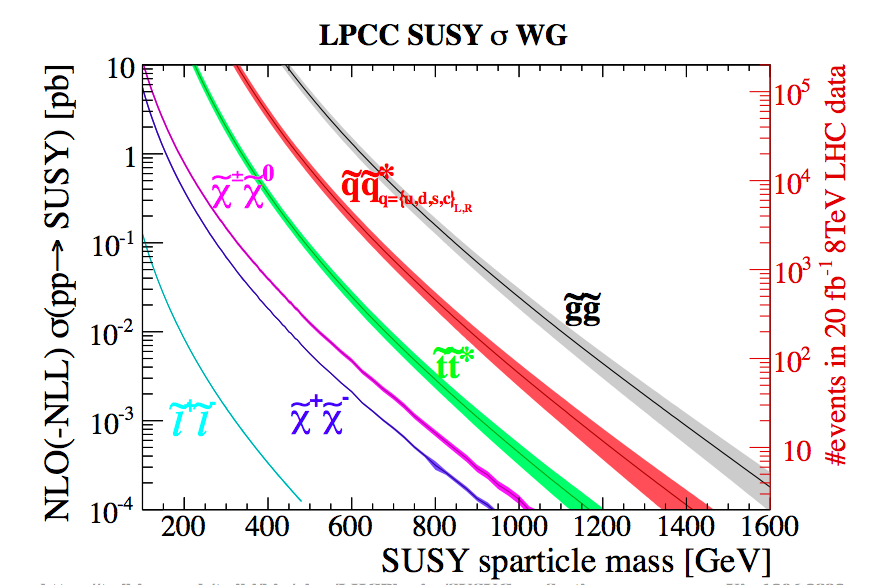 LPCC SUSY σ WG
NLO(-NLL) σ(pp→ SUSY) [pb]
10
1
10⁻¹
10⁻²
10⁻³
10⁻⁴
χ̃±χ̃⁰
q̃q̃*q={u,d,s,c}L,R
g̃g̃
t̃t̃*
l̃⁺l̃⁻
χ̃⁺χ̃⁻
10⁵
10⁴
10³
10²
10
#events in 20 fb⁻¹ 8TeV LHC data
200 400 600 800 1000 1200 1400 1600
SUSY sparticle mass [GeV]